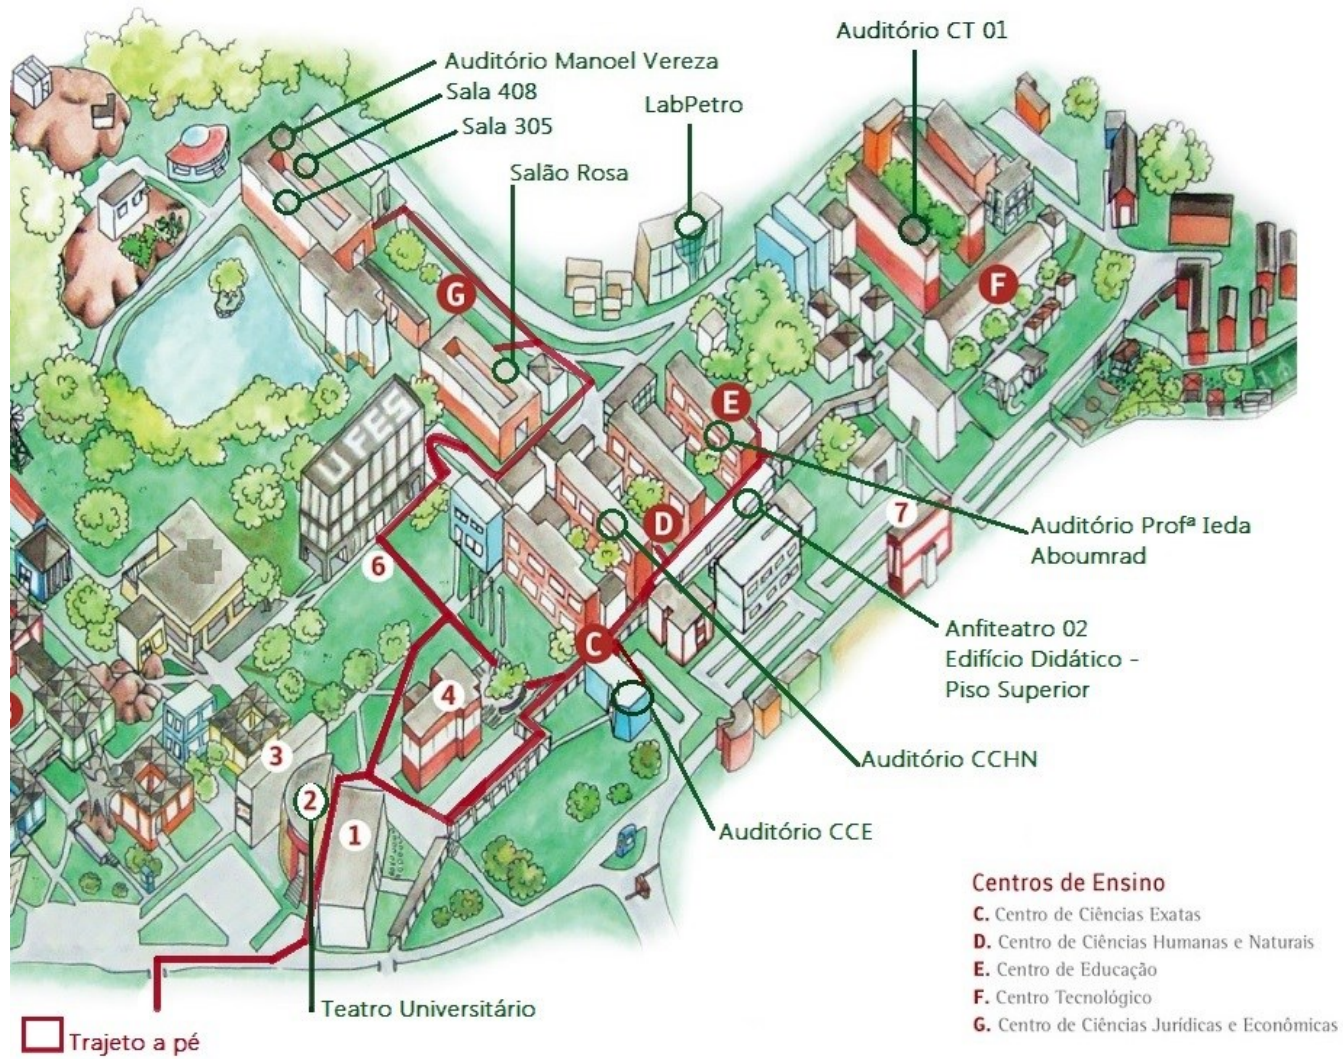 Auditório CT 01
Auditório Manoel Vereza
Sala 408
LabPetro
Sala 305
Salão Rosa
G
F
E
UFES
7
D
Auditório Profª Ieda
Aboumrad
6
Anfiteatro 02
Edifício Didático -
Piso Superior
C
4
3
Auditório CCHN
2
1
Auditório CCE
Centros de Ensino
C. Centro de Ciências Exatas
D. Centro de Ciências Humanas e Naturais
E. Centro de Educação
F. Centro Tecnológico
G. Centro de Ciências Jurídicas e Econômicas
Teatro Universitário
Trajeto a pé